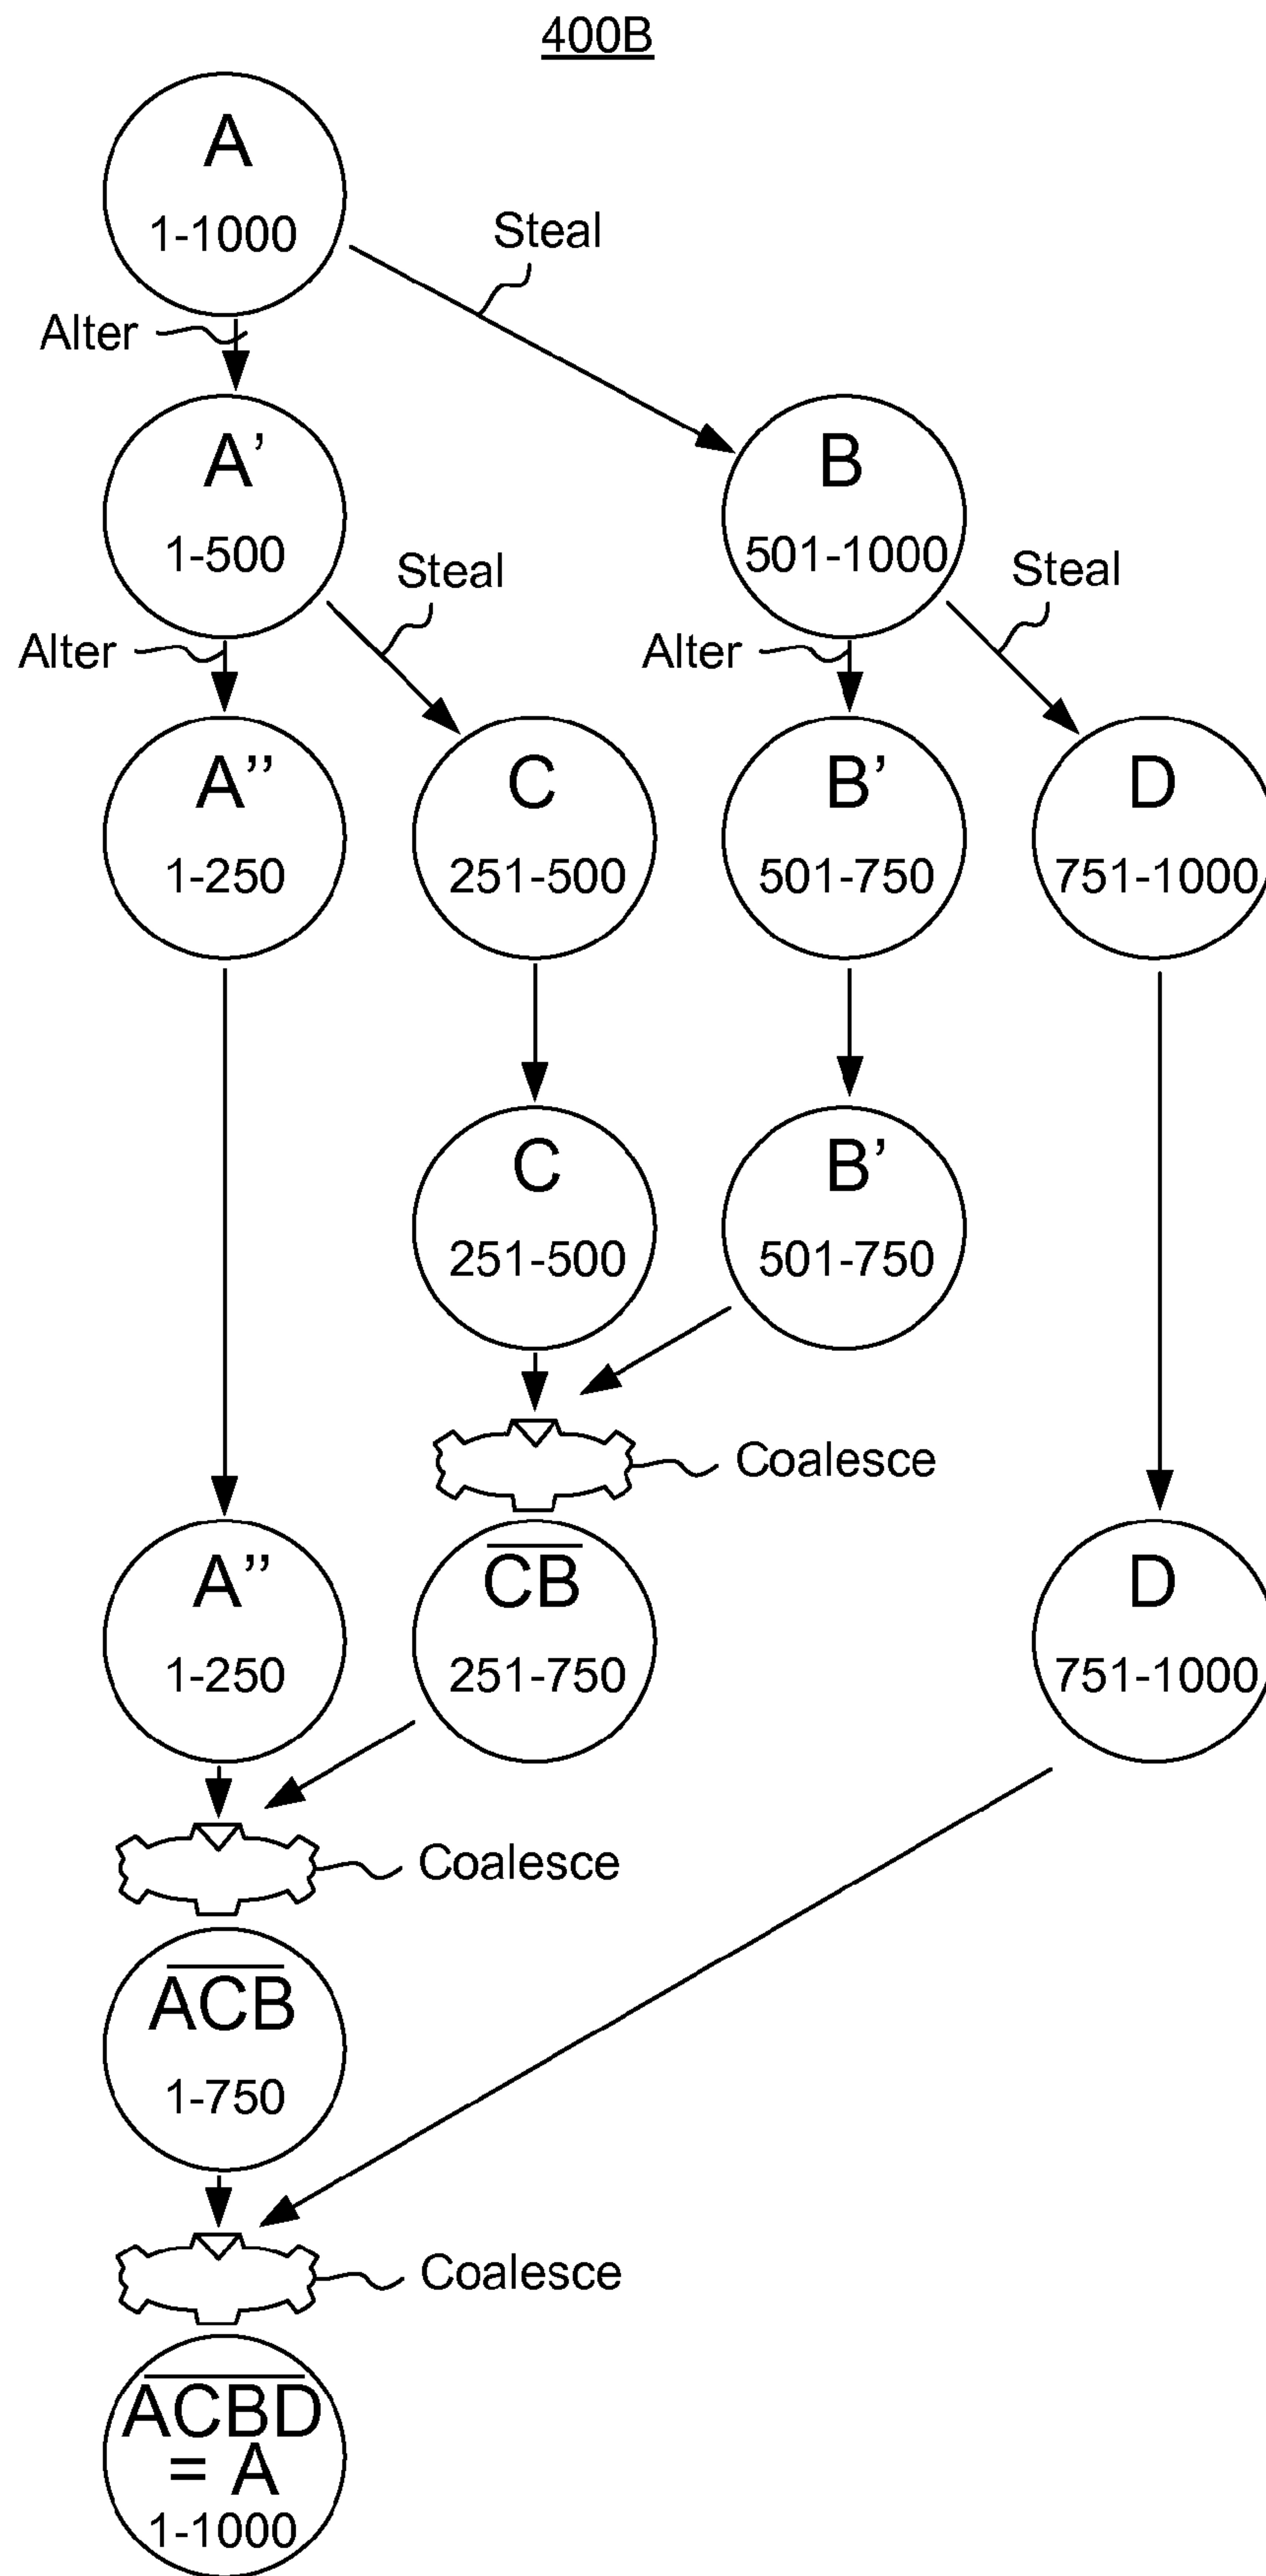 400B
A
1-1000
Steal
Alter
A’
1-500
B
501-1000
Steal
Steal
Alter
Alter
A’’
1-250
C
251-500
B’
501-750
D
751-1000
C
251-500
B’
501-750
Coalesce
A’’
1-250
CB
251-750
D
751-1000
Coalesce
ACB
1-750
Coalesce
ACBD
= A
1-1000